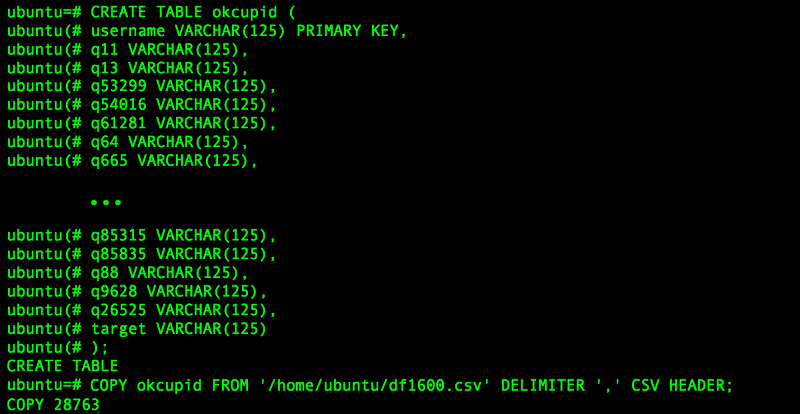 ubuntu=# CREATE TABLE okcupid (
ubuntu(# username VARCHAR(125) PRIMARY KEY,
ubuntu(# q11 VARCHAR(125),
ubuntu(# q13 VARCHAR(125),
ubuntu(# q53299 VARCHAR(125),
ubuntu(# q54016 VARCHAR(125),
ubuntu(# q61281 VARCHAR(125),
ubuntu(# q64 VARCHAR(125),
ubuntu(# q665 VARCHAR(125),
•••
ubuntu(# q85315 VARCHAR(125),
ubuntu(# q85835 VARCHAR(125),
ubuntu(# q88 VARCHAR(125),
ubuntu(# q9628 VARCHAR(125),
ubuntu(# q26525 VARCHAR(125),
ubuntu(# target VARCHAR(125)
ubuntu(# );
CREATE TABLE
ubuntu=# COPY okcupid FROM '/home/ubuntu/df1600.csv' DELIMITER ',' CSV HEADER;
COPY 28763